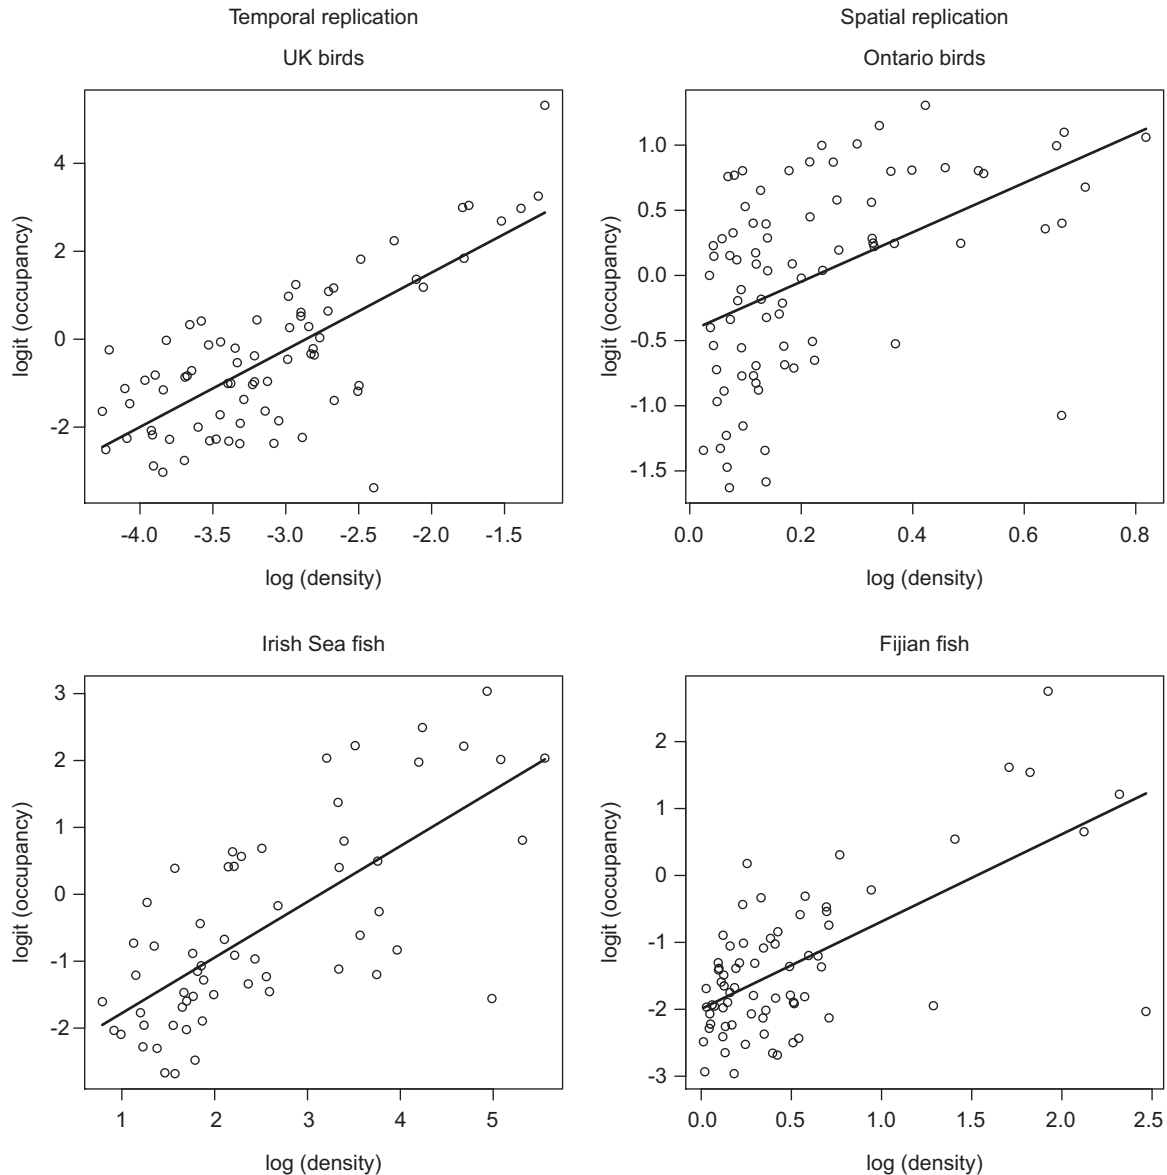 Temporal replication
Spatial replication
UK birds
Ontario birds
logit (occupancy)
4
2
0
-2
-4.0 -3.5 -3.0 -2.5 -2.0 -1.5
log (density)
logit (occupancy)
1.0
0.5
0.0
-0.5
-1.0
-1.5
0.0 0.2 0.4 0.6 0.8
log (density)
Irish Sea fish
Fijian fish
logit (occupancy)
3
2
1
0
-1
-2
1 2 3 4 5
log (density)
logit (occupancy)
2
1
0
-1
-2
-3
0.0 0.5 1.0 1.5 2.0 2.5
log (density)